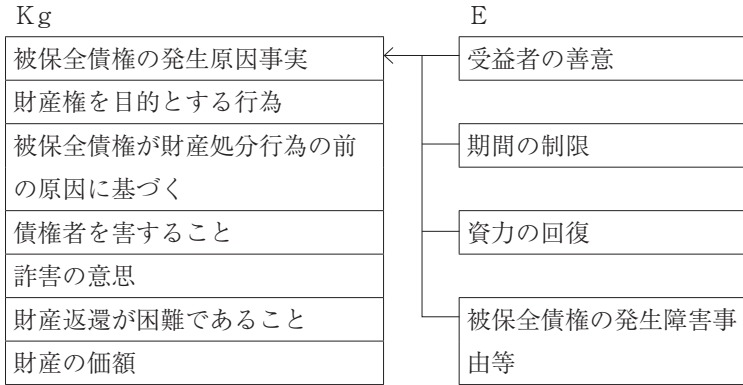 Kg
被保全債権の発生原因事実
財産権を目的とする行為
被保全債権が財産処分行為の前
の原因に基づく
債権者を害すること
詐害の意思
財産返還が困難であること
財産の価額
E
受益者の善意
期間の制限
資力の回復
被保全債権の発生障害事
由等